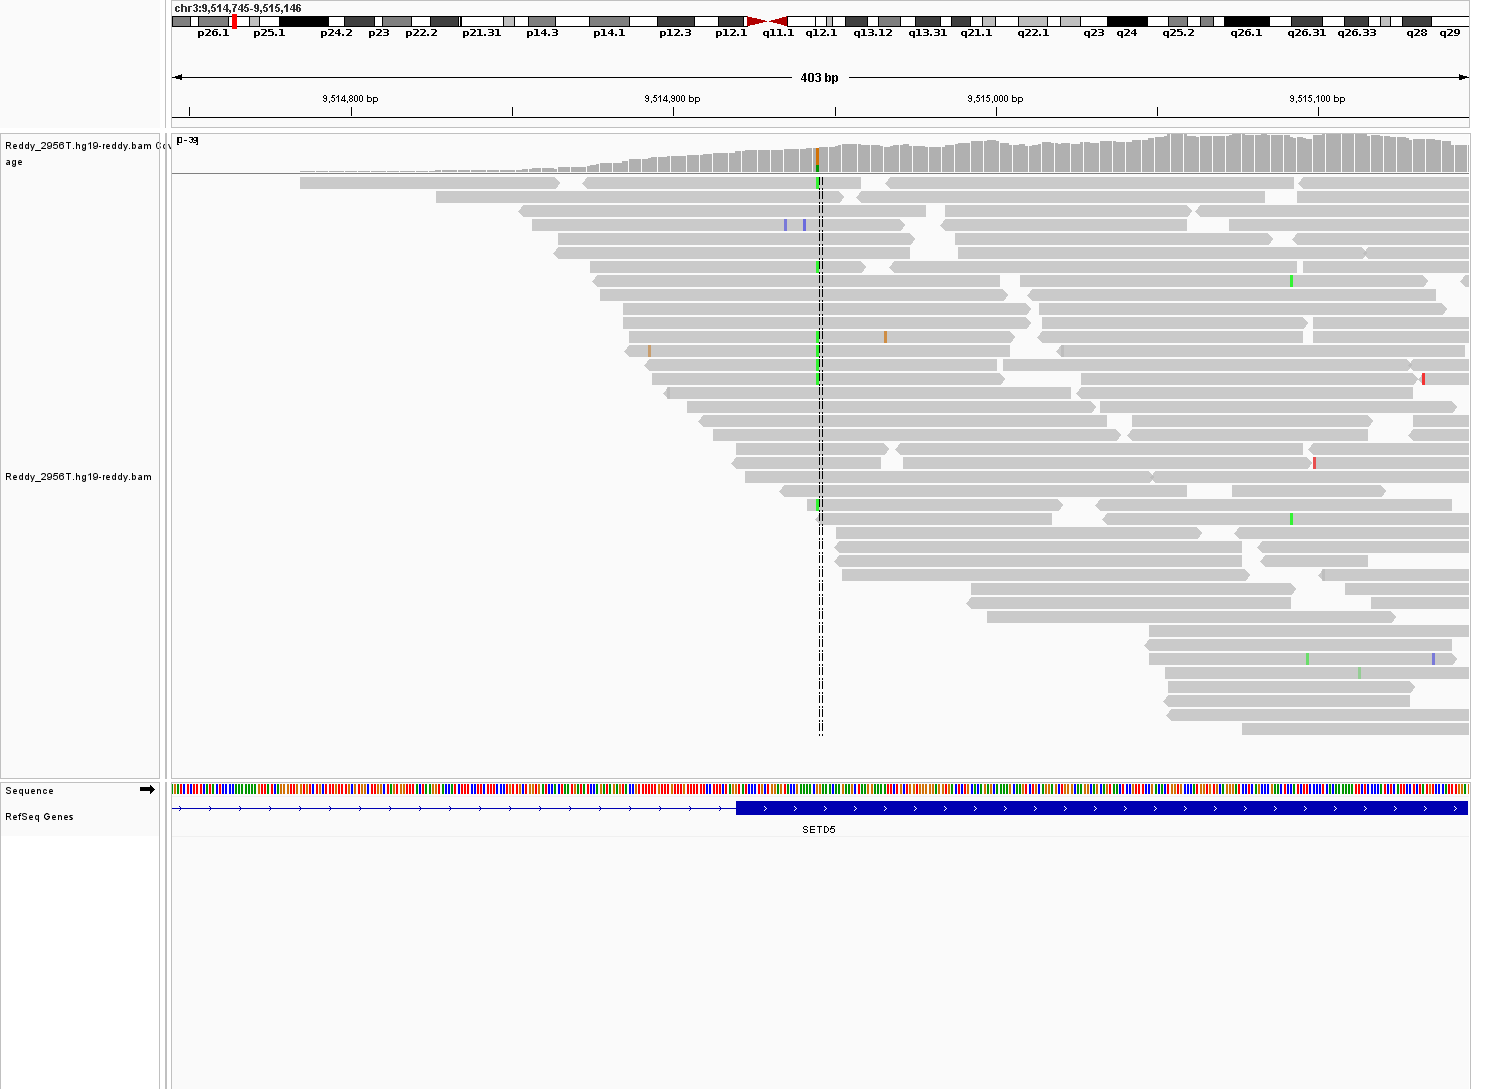 chr3:9,514,745-9,515,146
p26.1 p25.1 p24.2 p23 p22.2 p21.31 p14.3 p14.1 p12.3 p12.1 q11.1 q12.1 q13.12 q13.31 q21.1 q22.1 q23 q24 q25.2 q26.1 q26.31 q26.33 q28 q29
403 bp
9,514,800 bp 9,514,900 bp 9,515,000 bp 9,515,100 bp
[0-39]
Reddy_2956T.hg19-reddy.bam Cov
age
Reddy_2956T.hg19-reddy.bam
Sequence
RefSeq Genes
SETD5